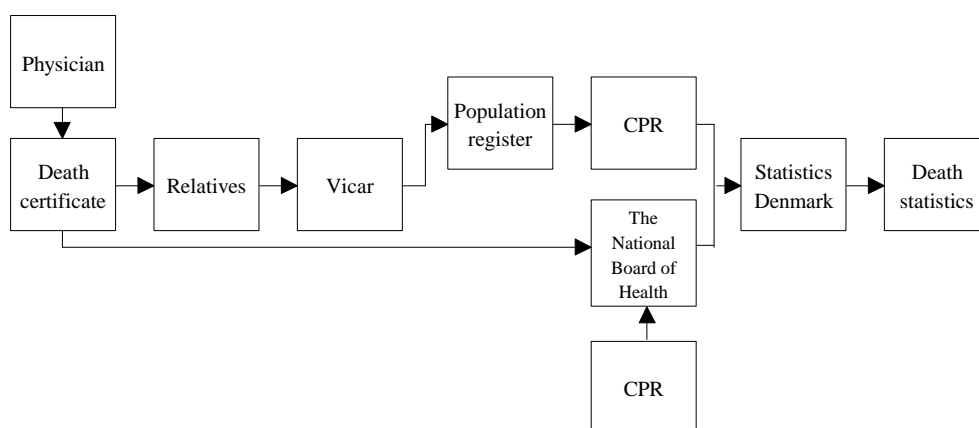 Physician
Death
certificate
Relatives
Vicar
Population
register
CPR
The
National
Board of
Health
CPR
Statistics
Denmark
Death
statistics